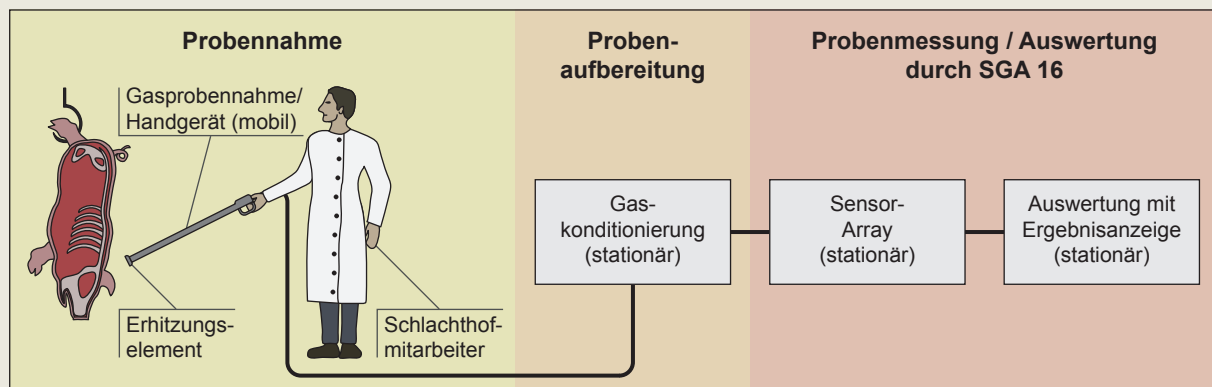 Probennahme
Proben-
aufbereitung
Probenmessung / Auswertung
durch SGA 16
Gasprobennahme/
Handgerät (mobil)
Erhitzungs-
element
Schlachthof-
mitarbeiter
Gas-
konditionierung
(stationär)
Sensor-
Array
(stationär)
Auswertung mit
Ergebnisanzeige
(stationär)